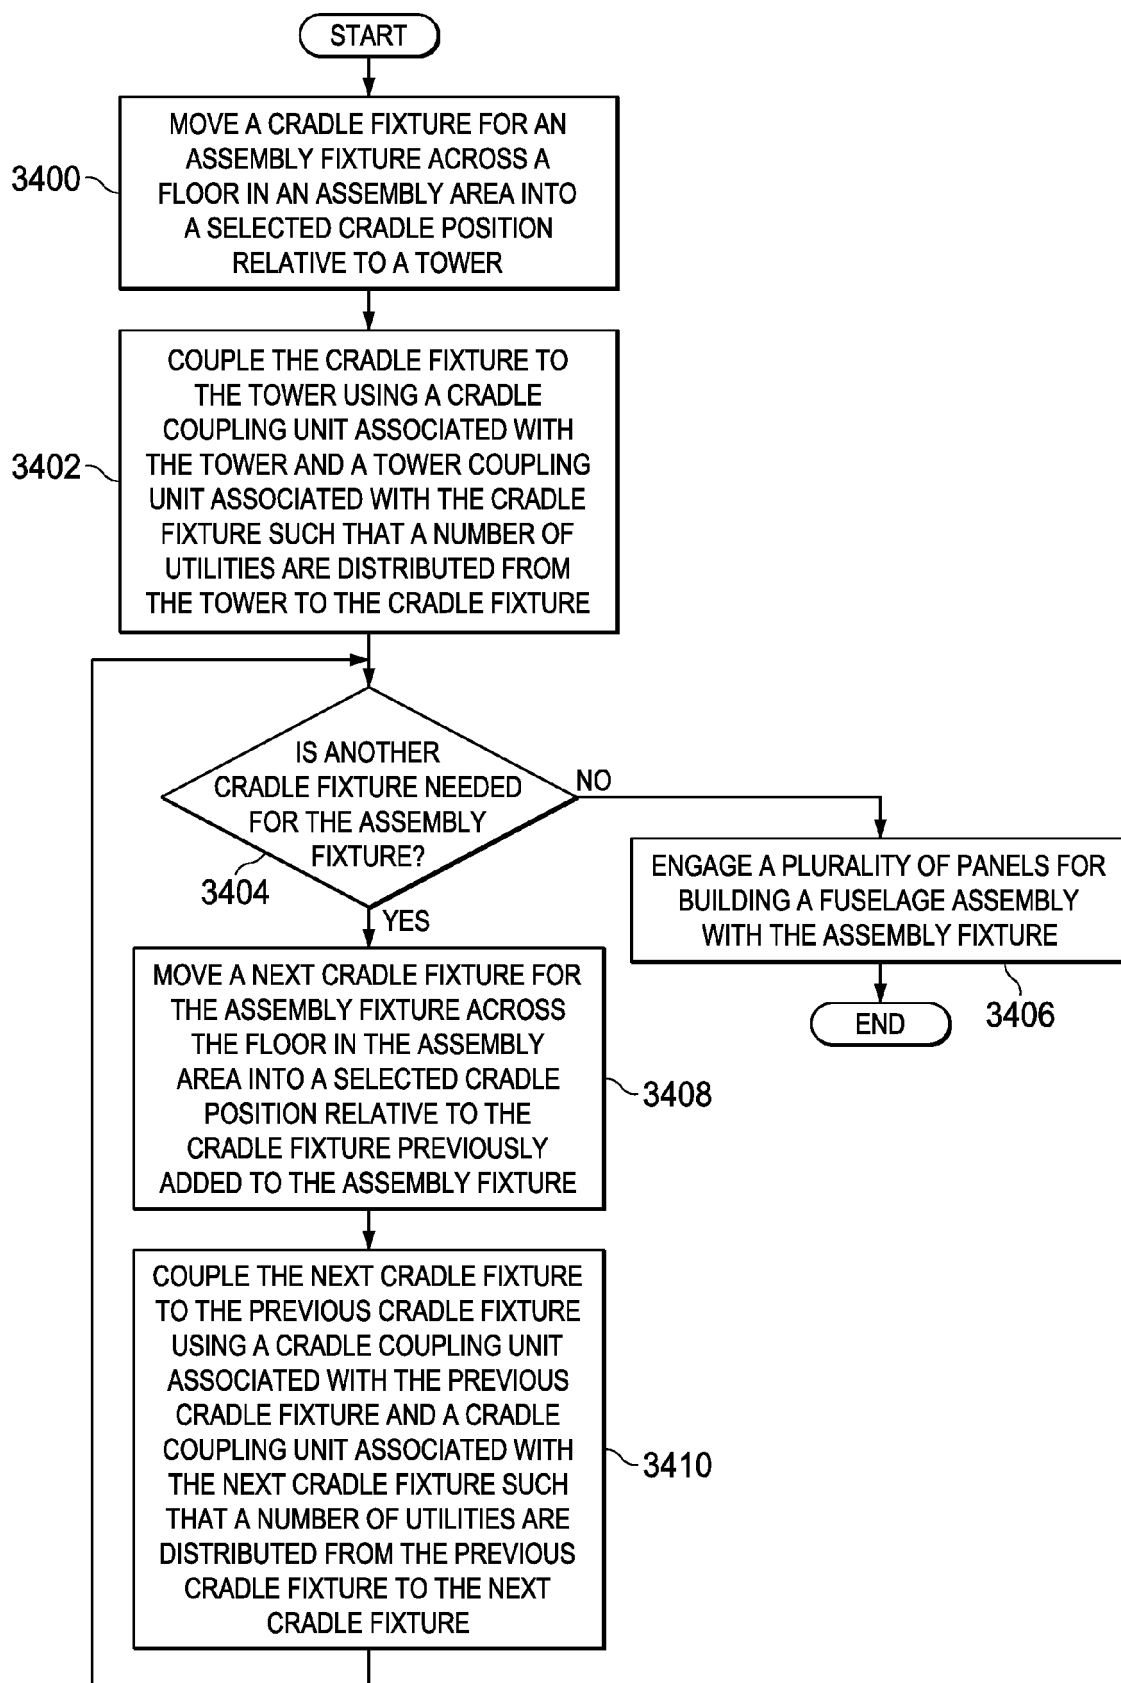 START
MOVE A CRADLE FIXTURE FOR AN
ASSEMBLY FIXTURE ACROSS A
FLOOR IN AN ASSEMBLY AREA INTO
A SELECTED CRADLE POSITION
RELATIVE TO A TOWER
3400
COUPLE THE CRADLE FIXTURE TO
THE TOWER USING A CRADLE
COUPLING UNIT ASSOCIATED WITH
THE TOWER AND A TOWER COUPLING
UNIT ASSOCIATED WITH THE CRADLE
FIXTURE SUCH THAT A NUMBER OF
UTILITIES ARE DISTRIBUTED FROM
THE TOWER TO THE CRADLE FIXTURE
3402
IS ANOTHER
CRADLE FIXTURE NEEDED
FOR THE ASSEMBLY
FIXTURE?
3404
NO
YES
ENGAGE A PLURALITY OF PANELS FOR
BUILDING A FUSELAGE ASSEMBLY
WITH THE ASSEMBLY FIXTURE
3406
END
MOVE A NEXT CRADLE FIXTURE FOR
THE ASSEMBLY FIXTURE ACROSS
THE FLOOR IN THE ASSEMBLY
AREA INTO A SELECTED CRADLE
POSITION RELATIVE TO THE
CRADLE FIXTURE PREVIOUSLY
ADDED TO THE ASSEMBLY FIXTURE
3408
COUPLE THE NEXT CRADLE FIXTURE
TO THE PREVIOUS CRADLE FIXTURE
USING A CRADLE COUPLING UNIT
ASSOCIATED WITH THE PREVIOUS
CRADLE FIXTURE AND A CRADLE
COUPLING UNIT ASSOCIATED WITH
THE NEXT CRADLE FIXTURE SUCH
THAT A NUMBER OF UTILITIES ARE
DISTRIBUTED FROM THE PREVIOUS
CRADLE FIXTURE TO THE NEXT
CRADLE FIXTURE
3410